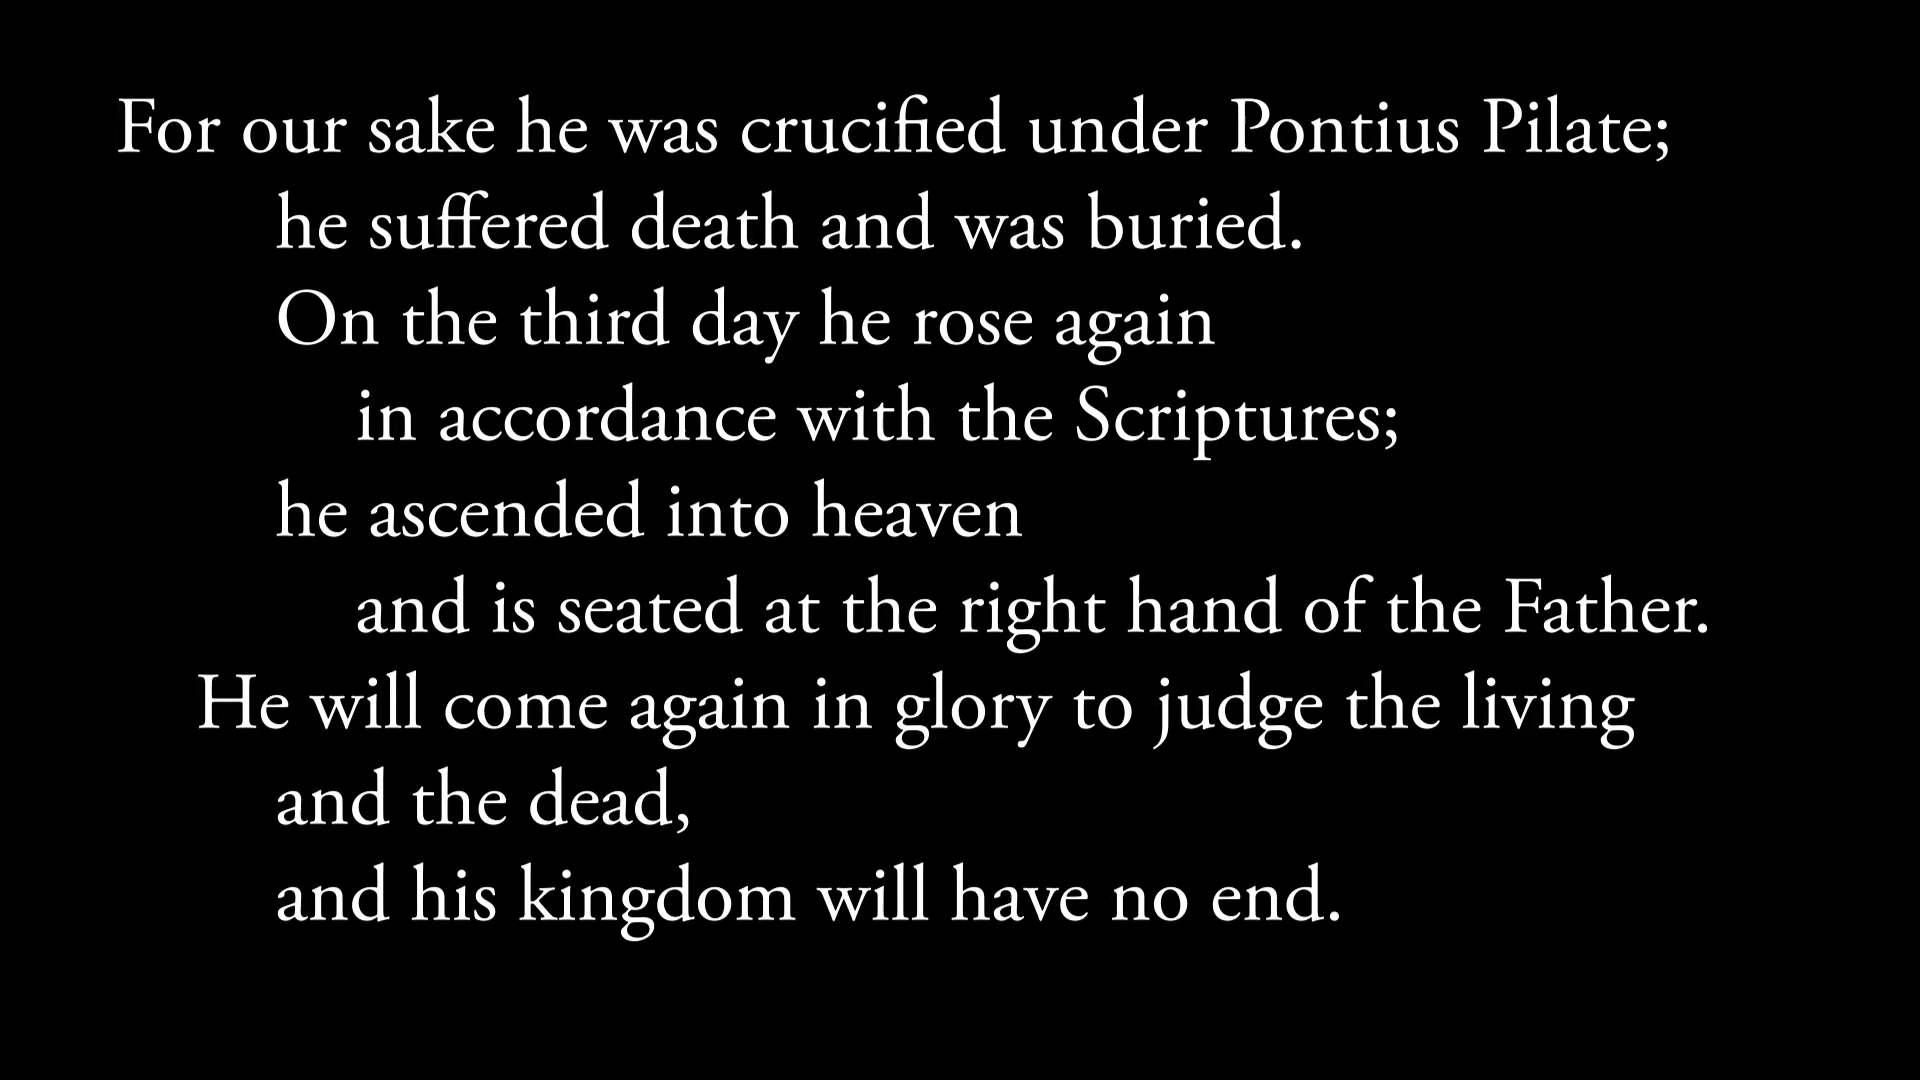 For our sake he was crucified under Pontius Pilate;
he suffered death and was buried.
On the third day he rose again
in accordance with the Scriptures;
he ascended into heaven
and is seated at the right hand of the Father.
He will come again in glory to judge the living
and the dead,
and his kingdom will have no end.